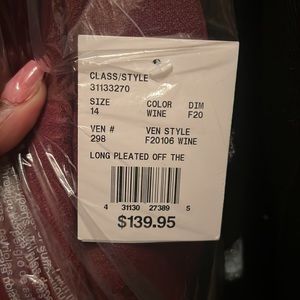 CLASS/STYLE
31133270
SIZE COLOR DIM
14 WINE F20
VEN # VEN STYLE
298 F20106 WINE
LONG PLEATED OFF THE
4 31130 27389 5
$139.95